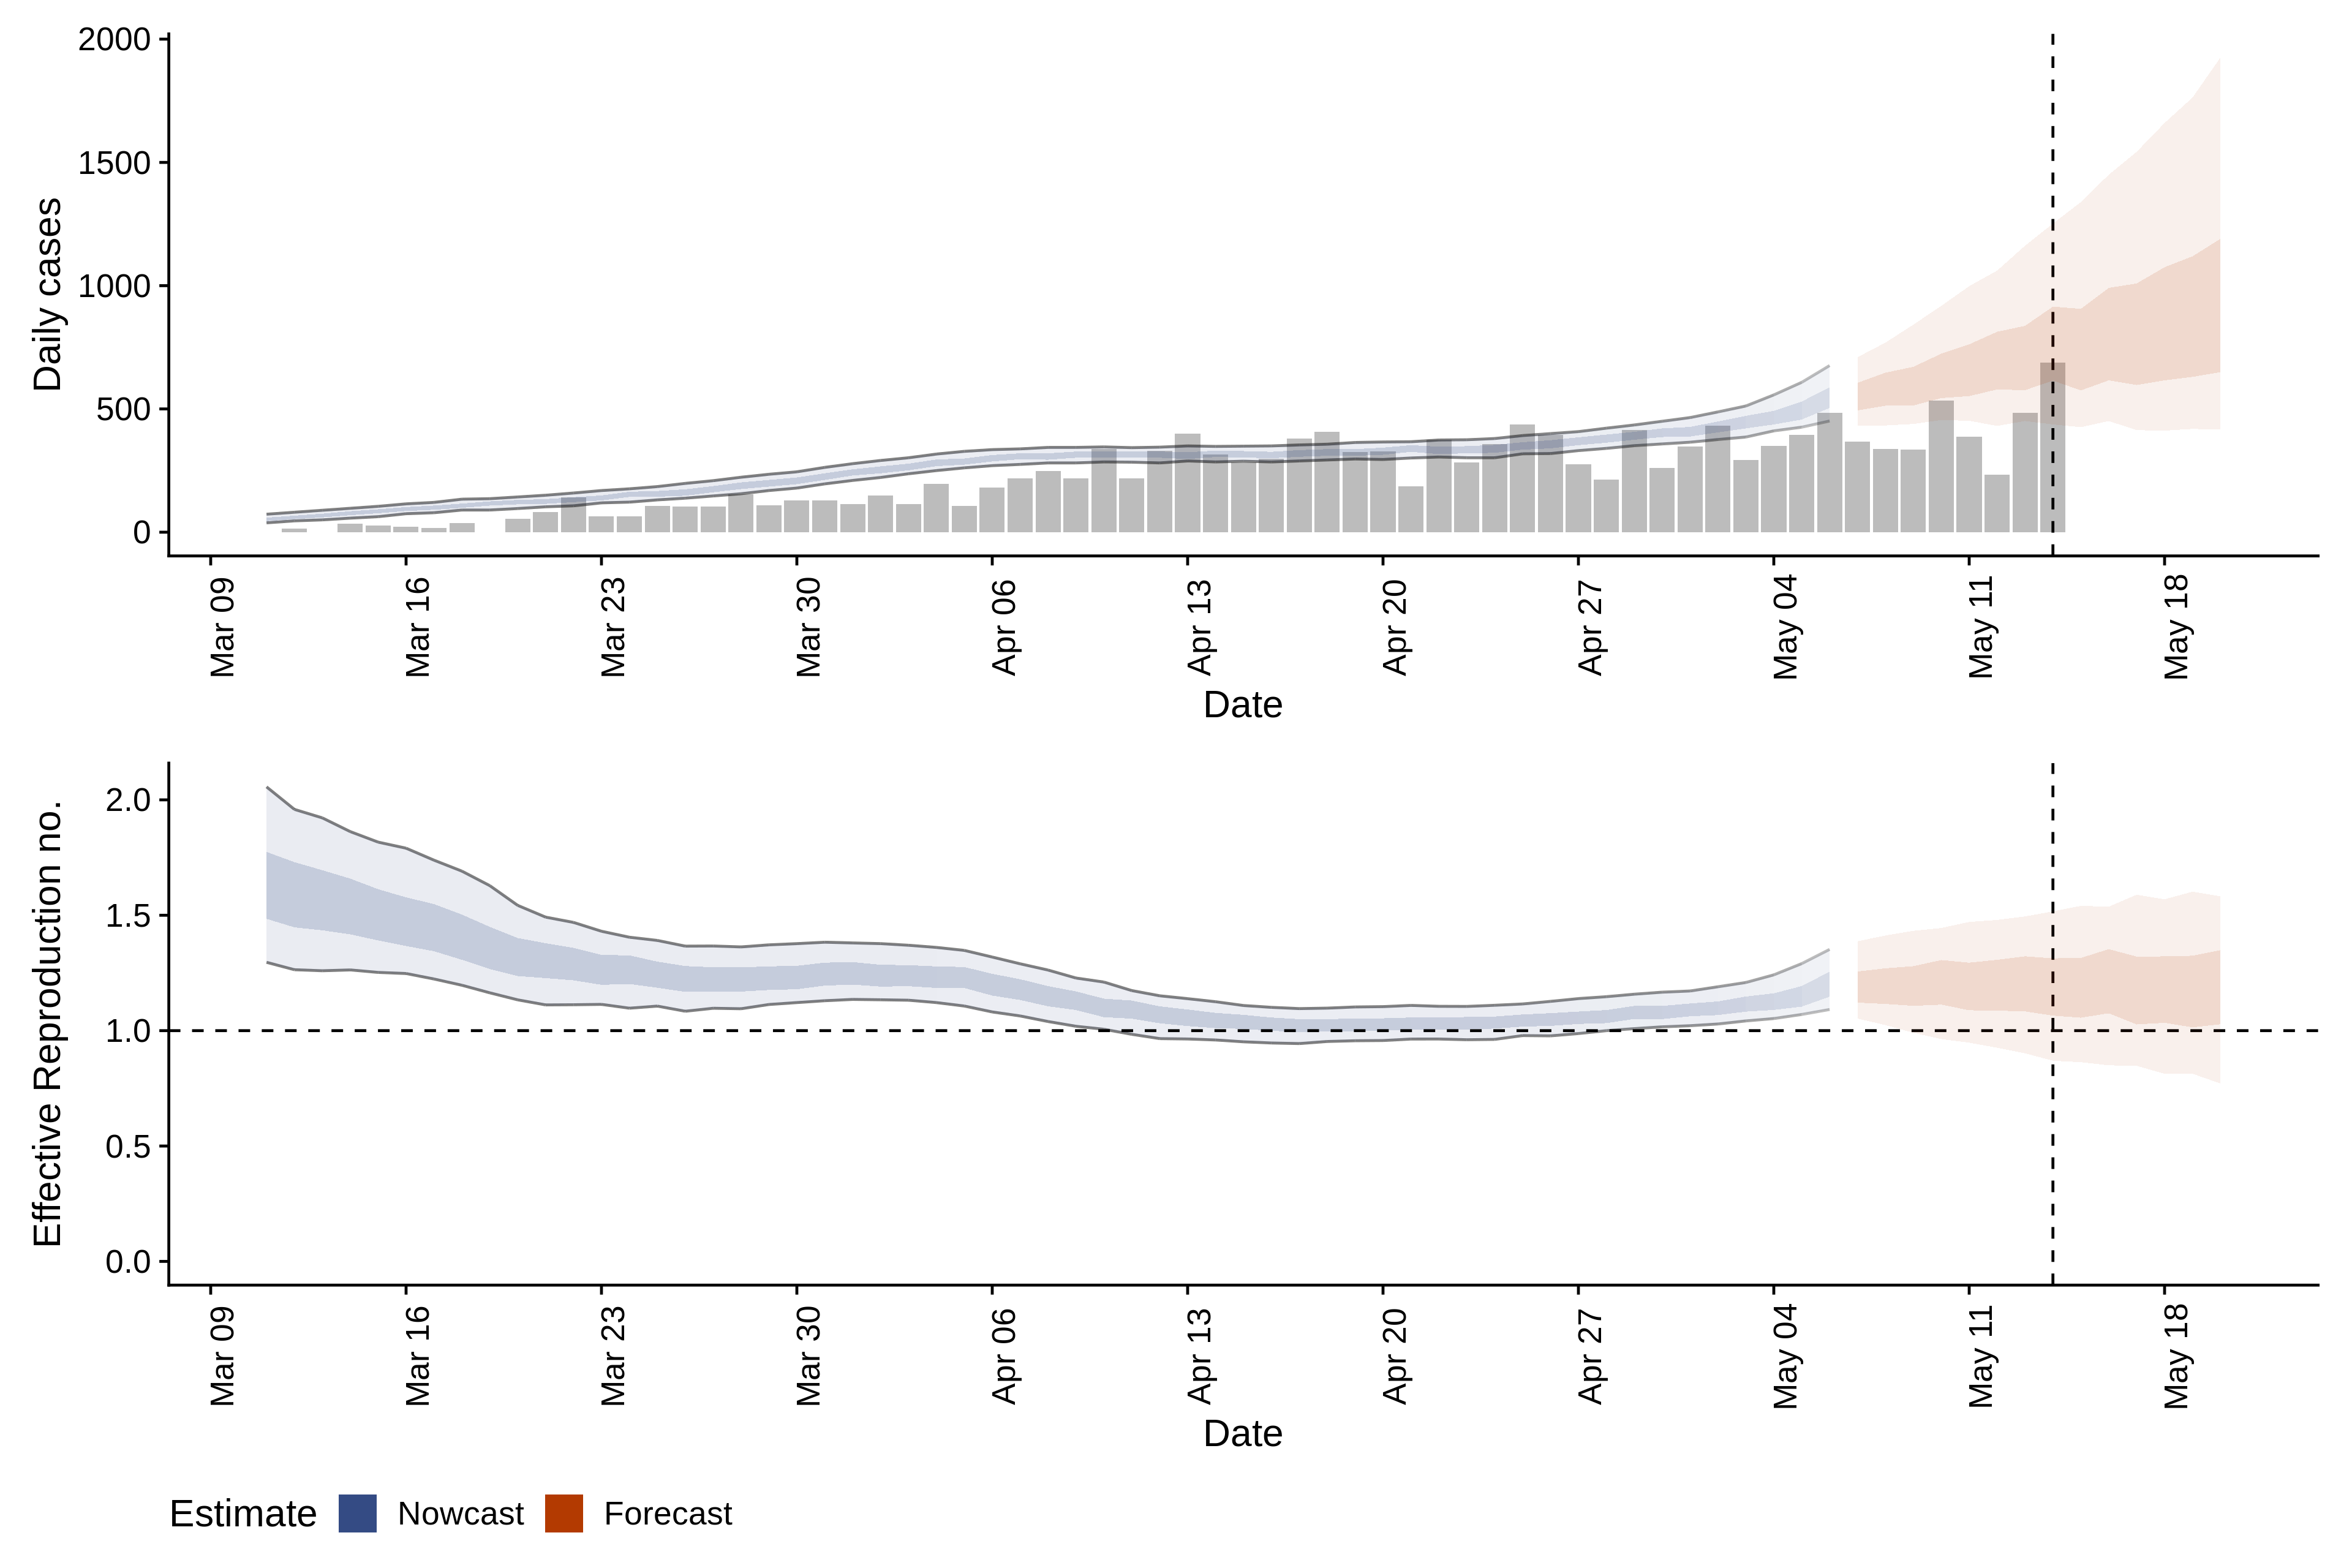 Daily cases
2000
1500
1000
500
0
Mar 09
Mar 16
Mar 23
Mar 30
Apr 06
Apr 13
Apr 20
Apr 27
May 04
May 11
May 18
Date
Effective Reproduction no.
2.0
1.5
1.0
0.5
0.0
Mar 09
Mar 16
Mar 23
Mar 30
Apr 06
Apr 13
Apr 20
Apr 27
May 04
May 11
May 18
Date
Estimate Nowcast Forecast